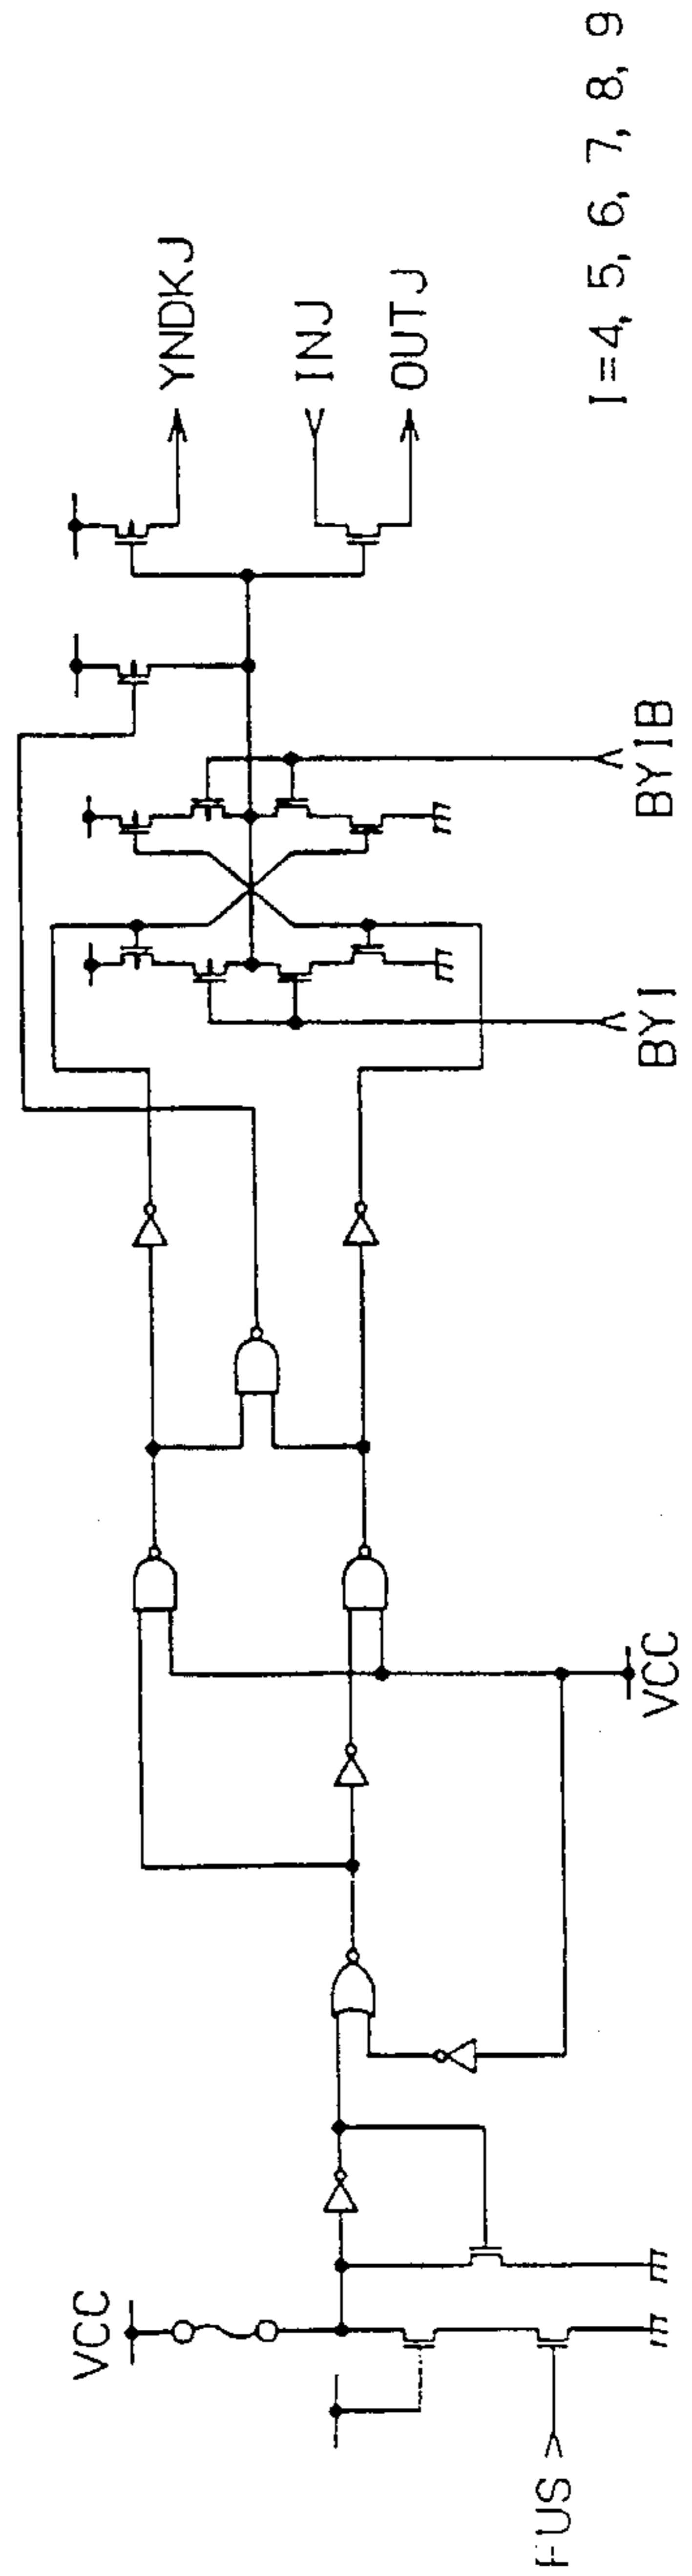 FUS
VCC
VCC
BYI
BYIB
YNDKJ
INJ
OUTJ
I=4, 5, 6, 7, 8, 9